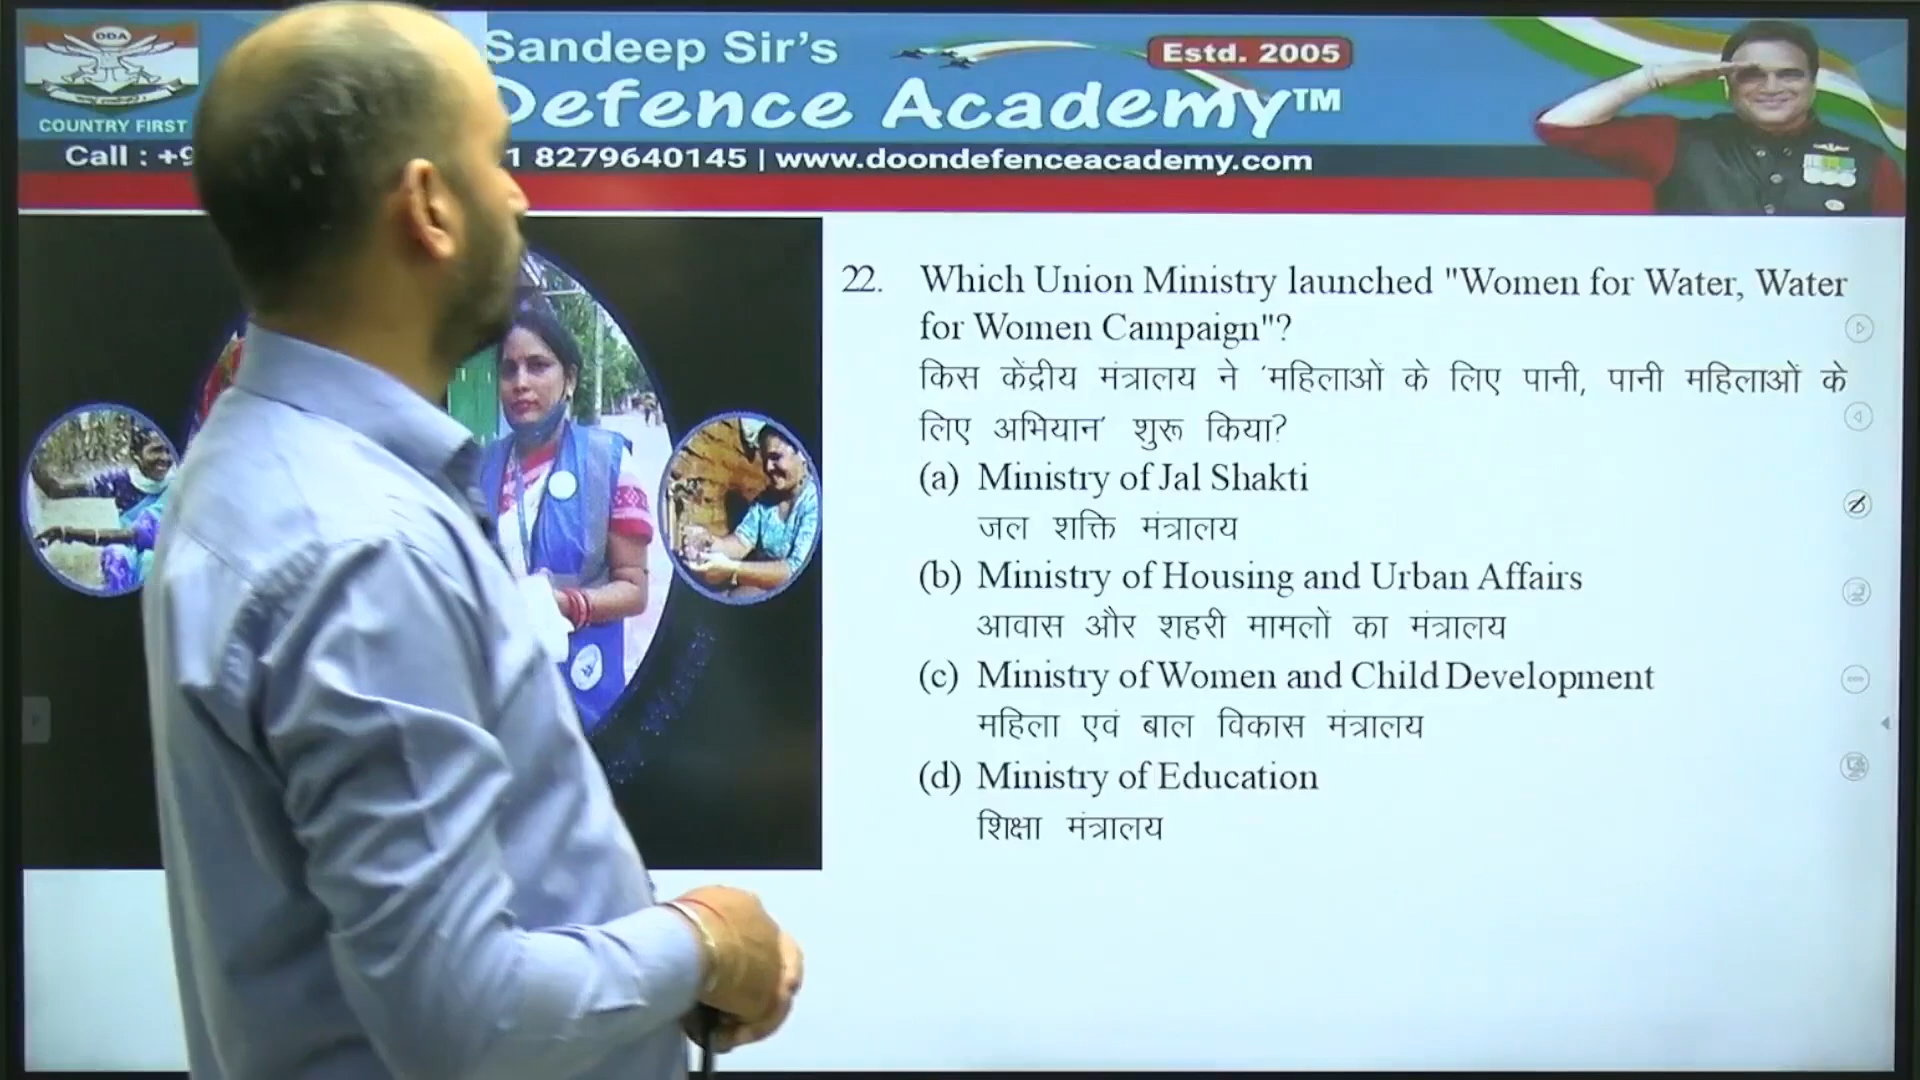 DDA
COUNTRY FIRST
Sandeep Sir's
Estd. 2005
Defence Academy™
Call : +9
1 8279640145 | www.doondefenceacademy.com
22. Which Union Ministry launched "Women for Water, Water
for Women Campaign"?
किस केंद्रीय मंत्रालय ने 'महिलाओं के लिए पानी, पानी महिलाओं के
लिए अभियान' शुरू किया?
(a) Ministry of Jal Shakti
जल शक्ति मंत्रालय
(b) Ministry of Housing and Urban Affairs
आवास और शहरी मामलों का मंत्रालय
(c) Ministry of Women and Child Development
महिला एवं बाल विकास मंत्रालय
(d) Ministry of Education
शिक्षा मंत्रालय